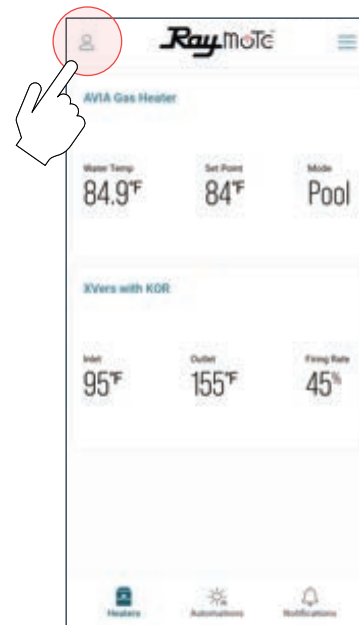 Raymote
AVIA Gas Heater
Water Temp Set Point Mode
84.9°F 84°F Pool
XVers with KOR
Inlet Outlet Firing Rate
95°F 155°F 45%
Heaters Automations Notifications